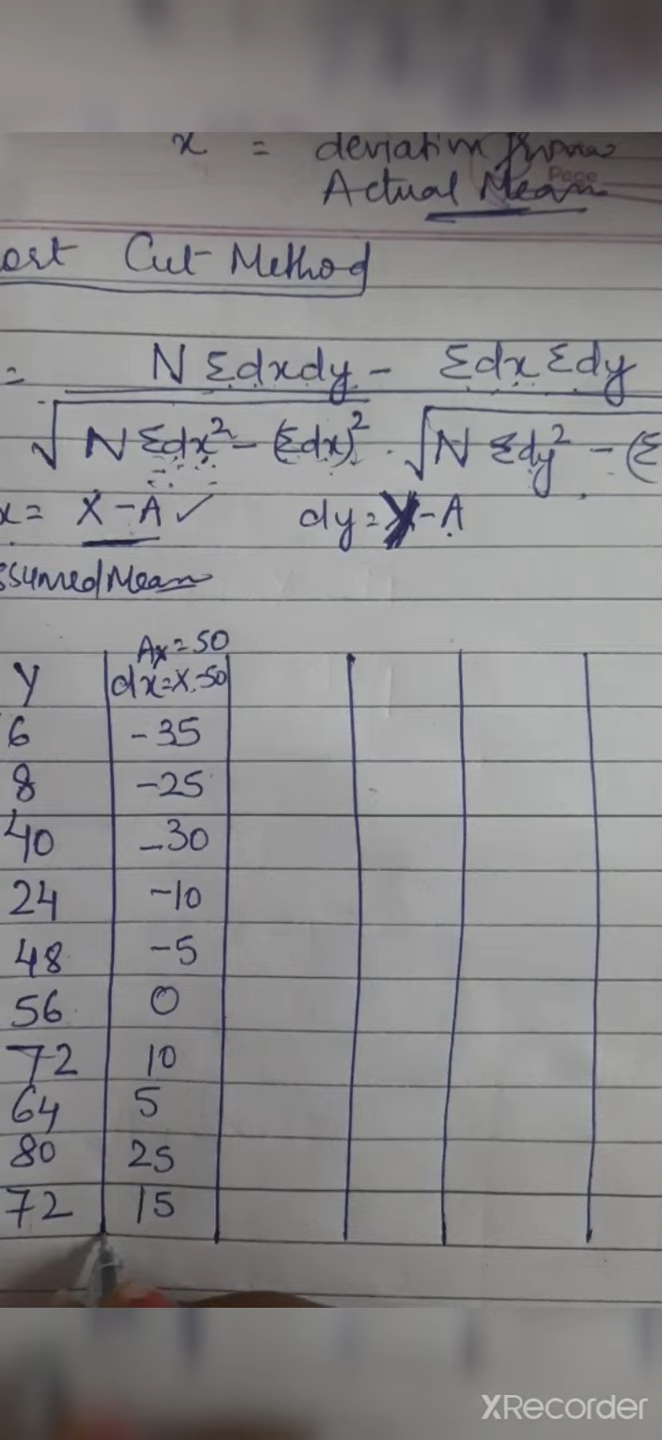 x = deviation from
Page
Actual Mean
ort Cut Method
= N Σdxdy - Σdx Σdy
√N Σdx² - (Σdx)² · √N Σdy² - (Σ
x = X - A ✓ dy = Y - A
ssumed Mean
Ax = 50
Y dx=X-50
6 -35
8 -25
40 -30
24 -10
48 -5
56 0
72 10
64 5
80 25
72 15
XRecorder